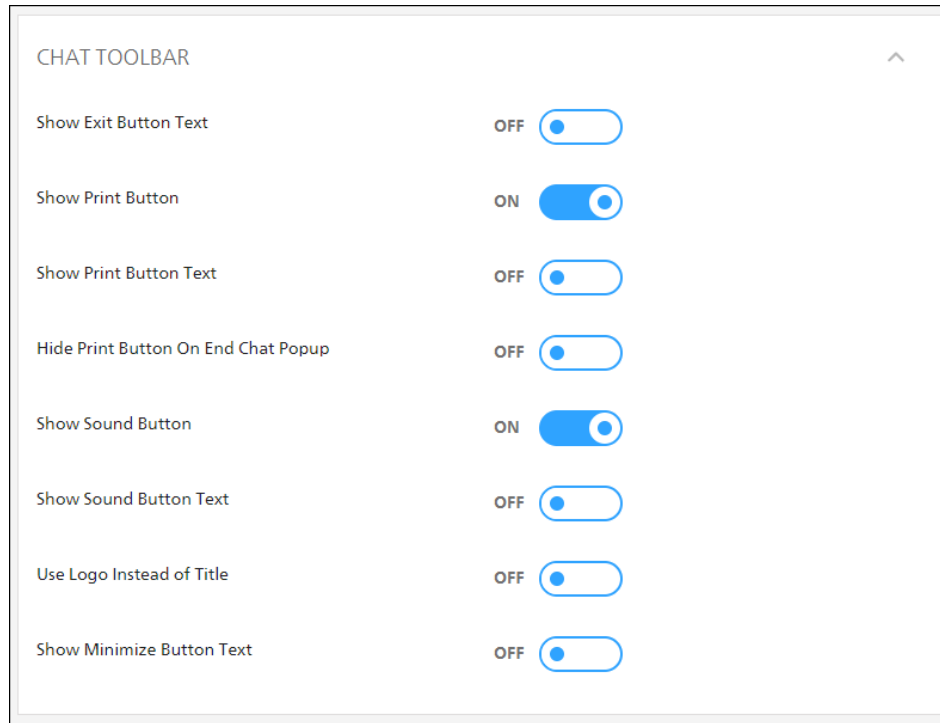 CHAT TOOLBAR
Show Exit Button Text OFF
Show Print Button ON
Show Print Button Text OFF
Hide Print Button On End Chat Popup OFF
Show Sound Button ON
Show Sound Button Text OFF
Use Logo Instead of Title OFF
Show Minimize Button Text OFF